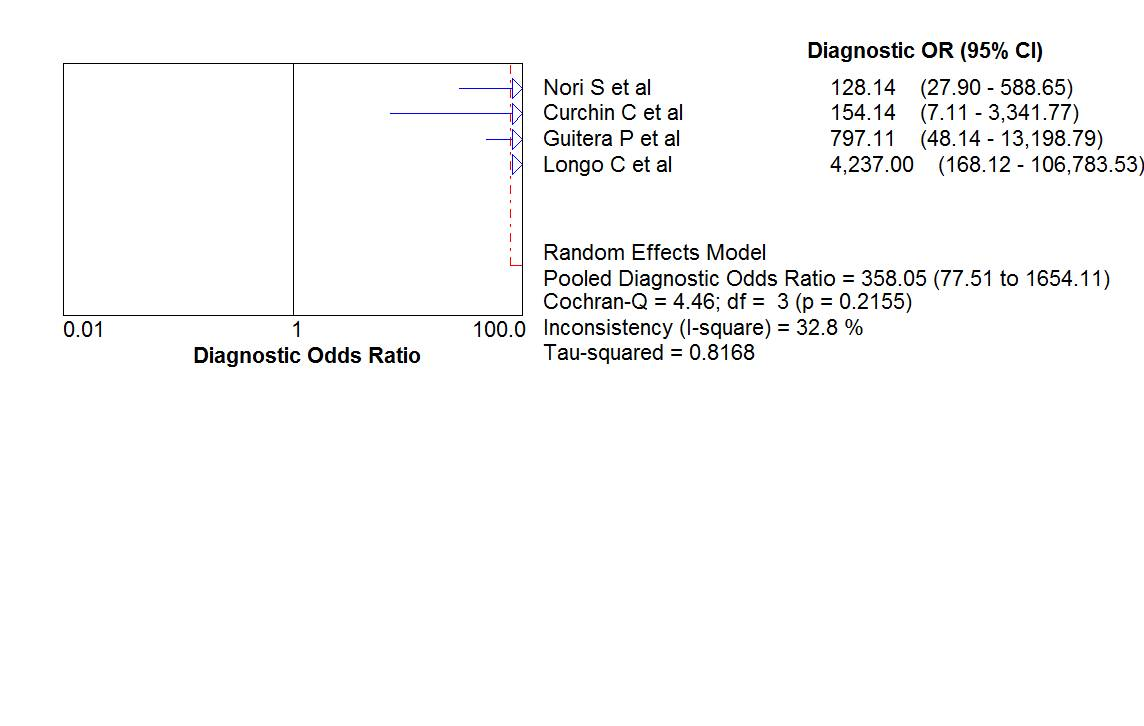 Diagnostic OR (95% CI)
Nori S et al 128.14 (27.90 - 588.65)
Curchin C et al 154.14 (7.11 - 3,341.77)
Guitera P et al 797.11 (48.14 - 13,198.79)
Longo C et al 4,237.00 (168.12 - 106,783.53)
Random Effects Model
Pooled Diagnostic Odds Ratio = 358.05 (77.51 to 1654.11)
Cochran-Q = 4.46; df = 3 (p = 0.2155)
Inconsistency (I-square) = 32.8 %
Tau-squared = 0.8168
0.01 1 100.0
Diagnostic Odds Ratio